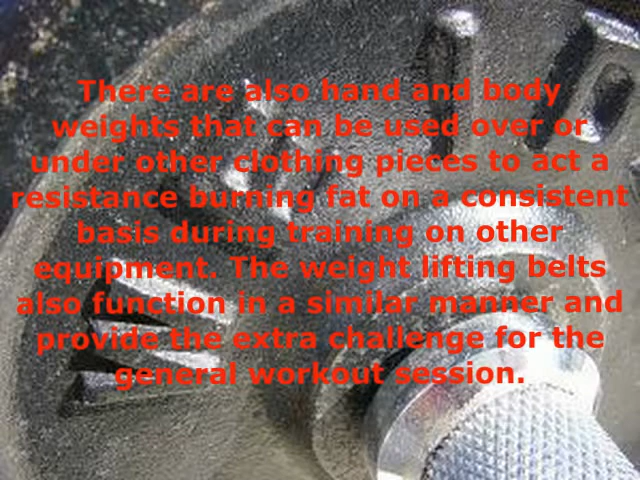 There are also hand and body
weights that can be used over or
under other clothing pieces to act a
resistance burning fat on a consistent
basis during training on other
equipment. The weight lifting belts
also function in a similar manner and
provide the extra challenge for the
general workout session.